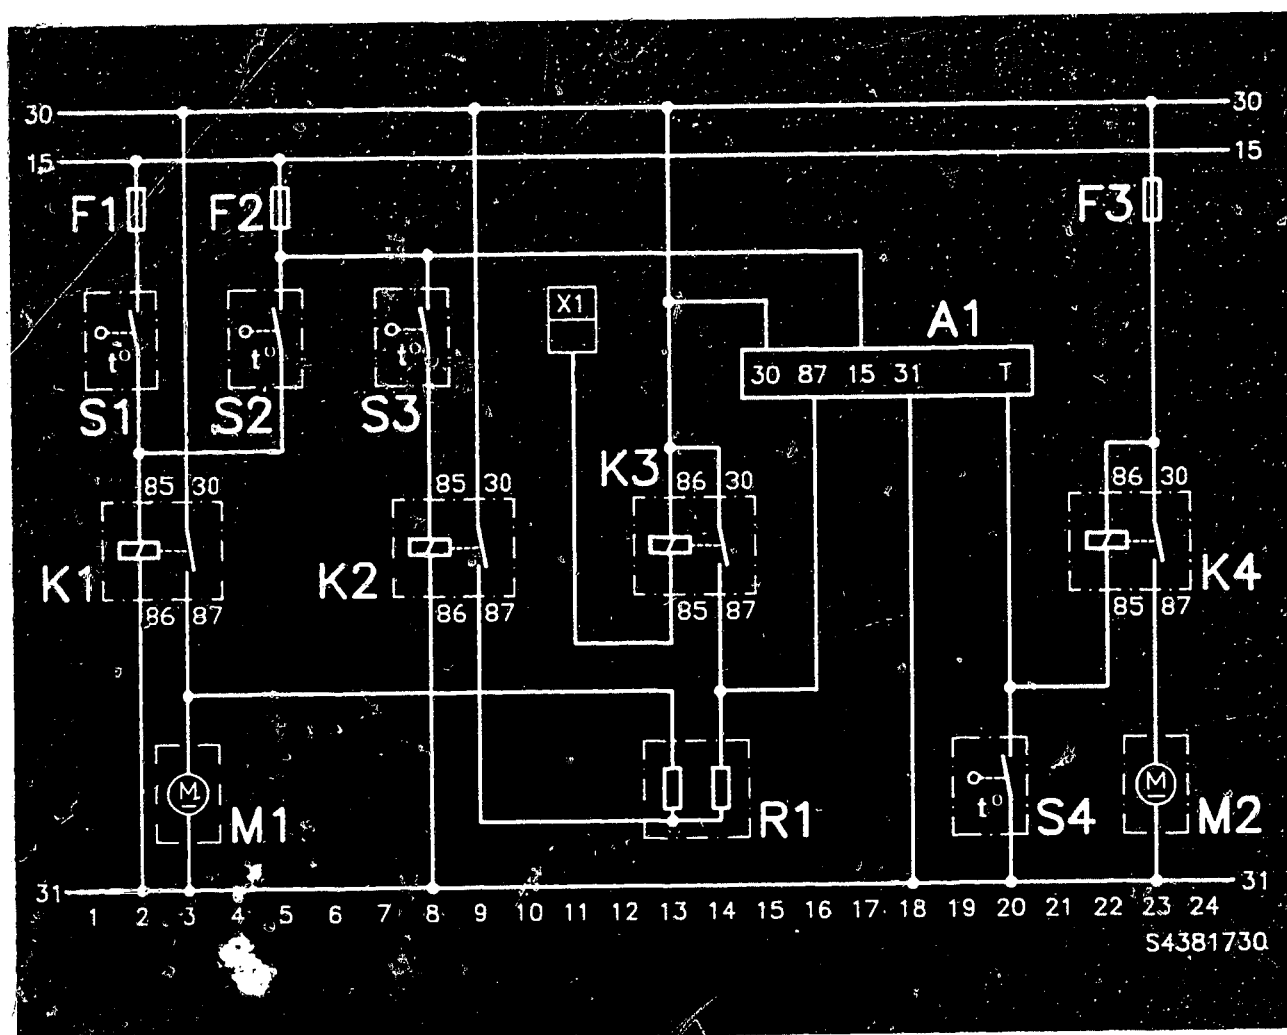 30 30
15 15
F1 F2 F3
X1
A1
t° t° t°
30 87 15 31 T
S1 S2 S3
K3
85 30 85 30 86 30 86 30
K1 K2 K4
86 87 86 87 85 87 85 87
M t° M
M1 R1 S4 M2
31 31
1 2 3 4 5 6 7 8 9 10 11 12 13 14 15 16 17 18 19 20 21 22 23 24
S4381730